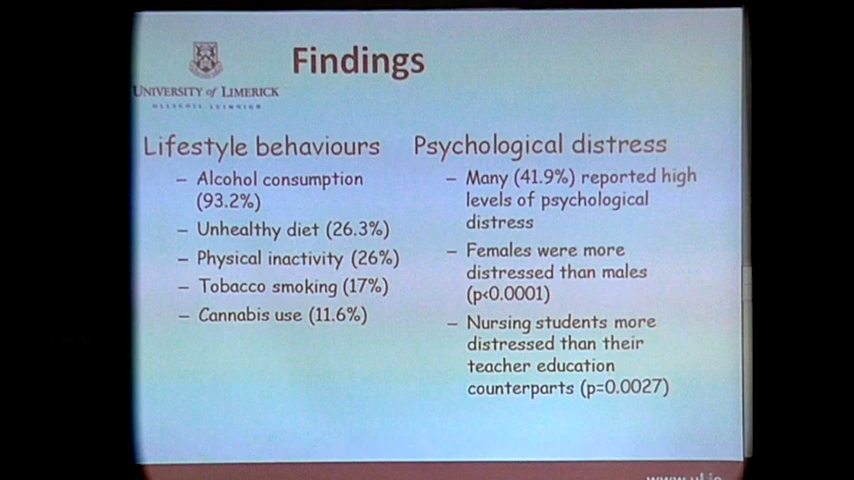 Findings
UNIVERSITY of LIMERICK
Lifestyle behaviours
– Alcohol consumption
(93.2%)
– Unhealthy diet (26.3%)
– Physical inactivity (26%)
– Tobacco smoking (17%)
– Cannabis use (11.6%)
Psychological distress
– Many (41.9%) reported high
levels of psychological
distress
– Females were more
distressed than males
(p<0.0001)
– Nursing students more
distressed than their
teacher education
counterparts (p=0.0027)